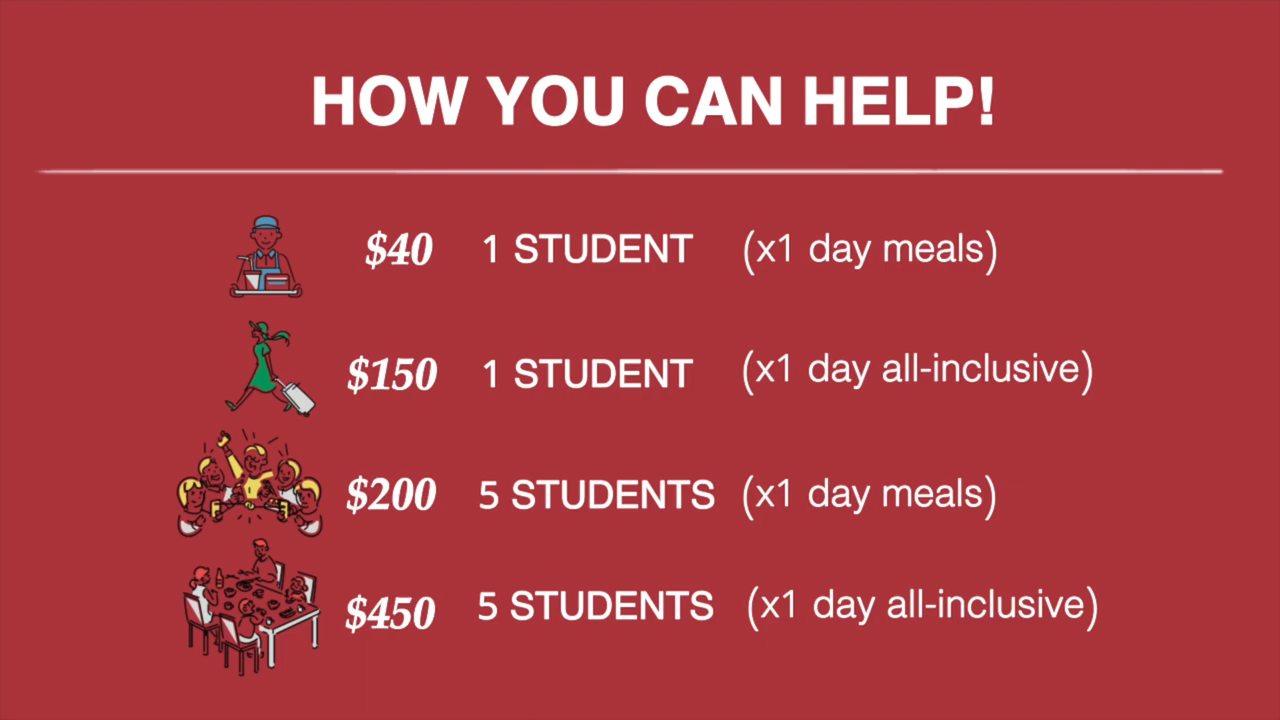 HOW YOU CAN HELP!
$40 1 STUDENT (x1 day meals)
$150 1 STUDENT (x1 day all-inclusive)
$200 5 STUDENTS (x1 day meals)
$450 5 STUDENTS (x1 day all-inclusive)